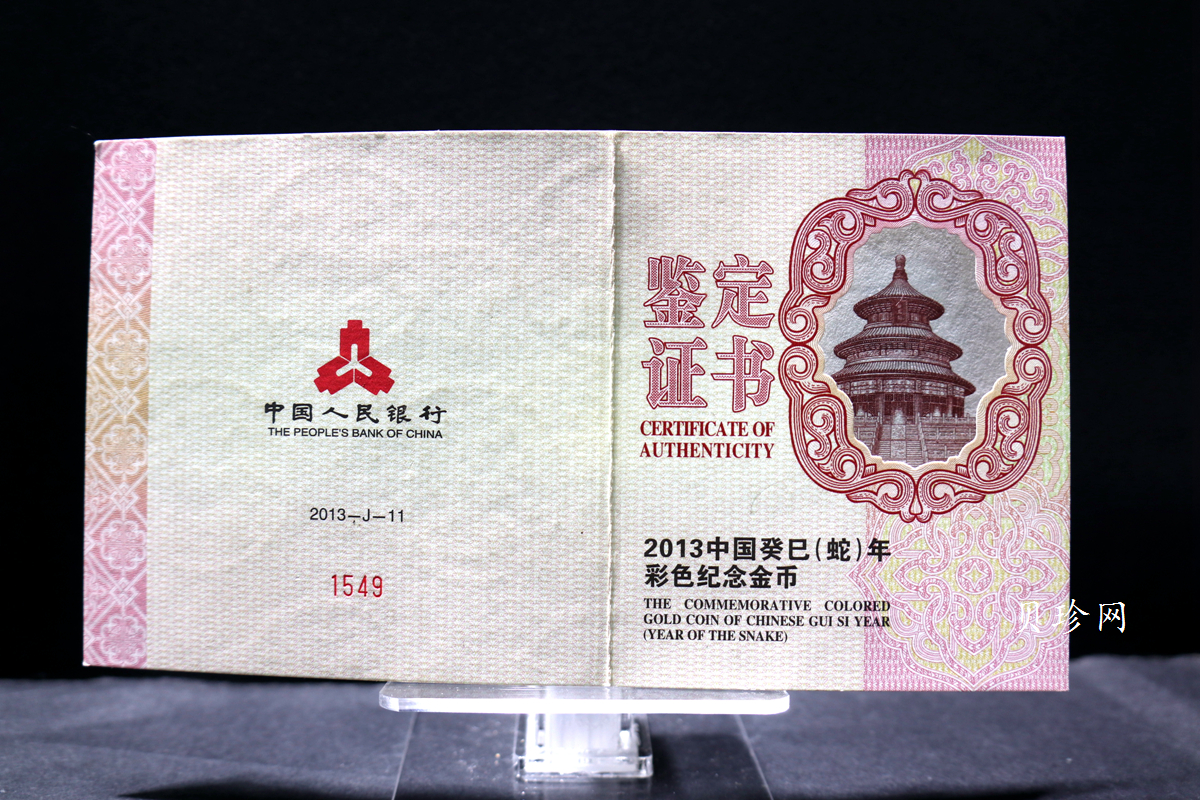 中国人民银行
THE PEOPLE'S BANK OF CHINA
2013—J—11
1549
鉴定
证书
CERTIFICATE OF
AUTHENTICITY
2013中国癸巳(蛇)年
彩色纪念金币
THE COMMEMORATIVE COLORED
GOLD COIN OF CHINESE GUI SI YEAR
(YEAR OF THE SNAKE)
贝珍网